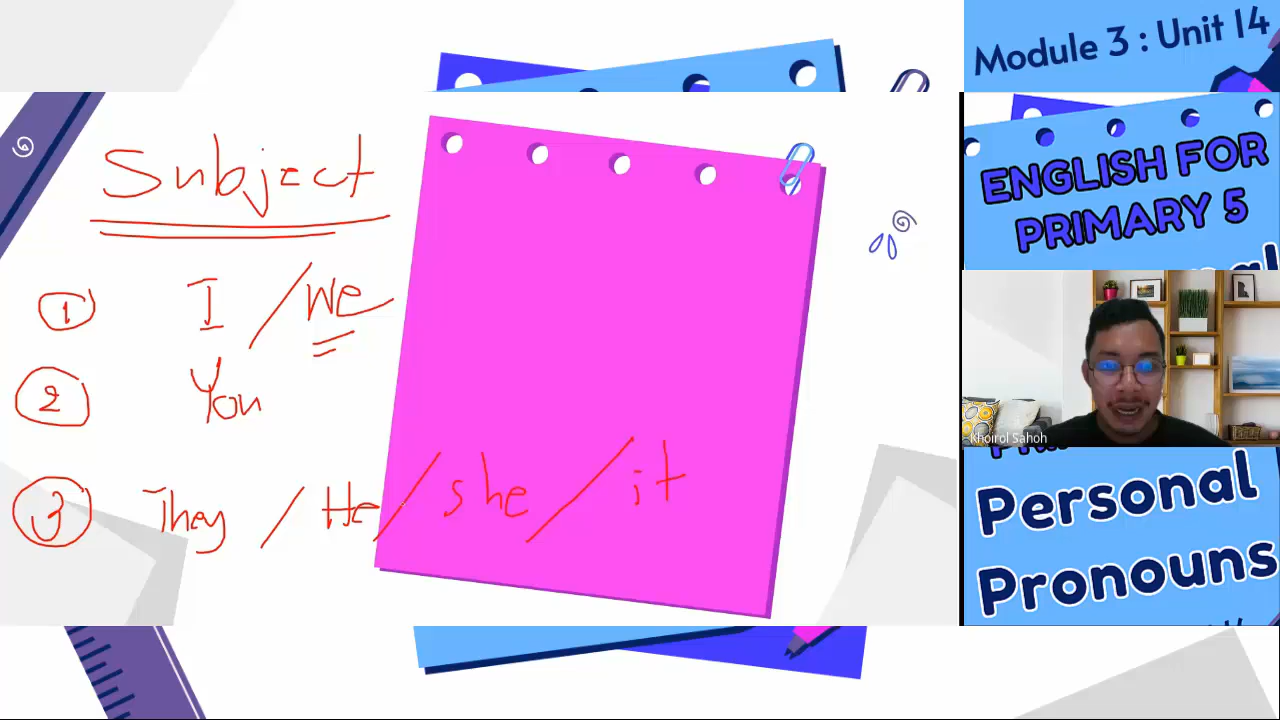 Module 3 : Unit 14
ENGLISH FOR
PRIMARY 5
Subject
1 I / We
2 You
3 They / He / she / it
Khoirol Sahoh
Personal
Pronouns